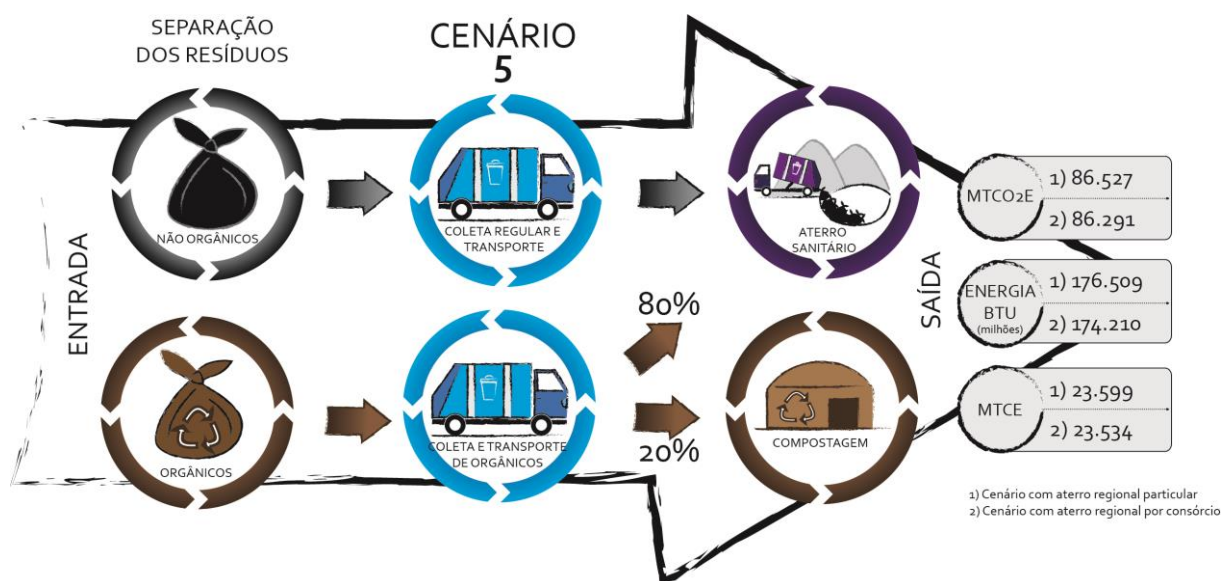 SEPARAÇÃO
DOS RESÍDUOS
CENÁRIO
5
ENTRADA
NÃO ORGÂNICOS
COLETA REGULAR E
TRANSPORTE
ATERRO
SANITÁRIO
ORGÂNICOS
COLETA E TRANSPORTE
DE ORGÂNICOS
80%
20%
COMPOSTAGEM
SAÍDA
MTCO2E
1) 86.527
2) 86.291
ENERGIA
BTU
(milhões)
1) 176.509
2) 174.210
MTCE
1) 23.599
2) 23.534
1) Cenário com aterro regional particular
2) Cenário com aterro regional por consórcio